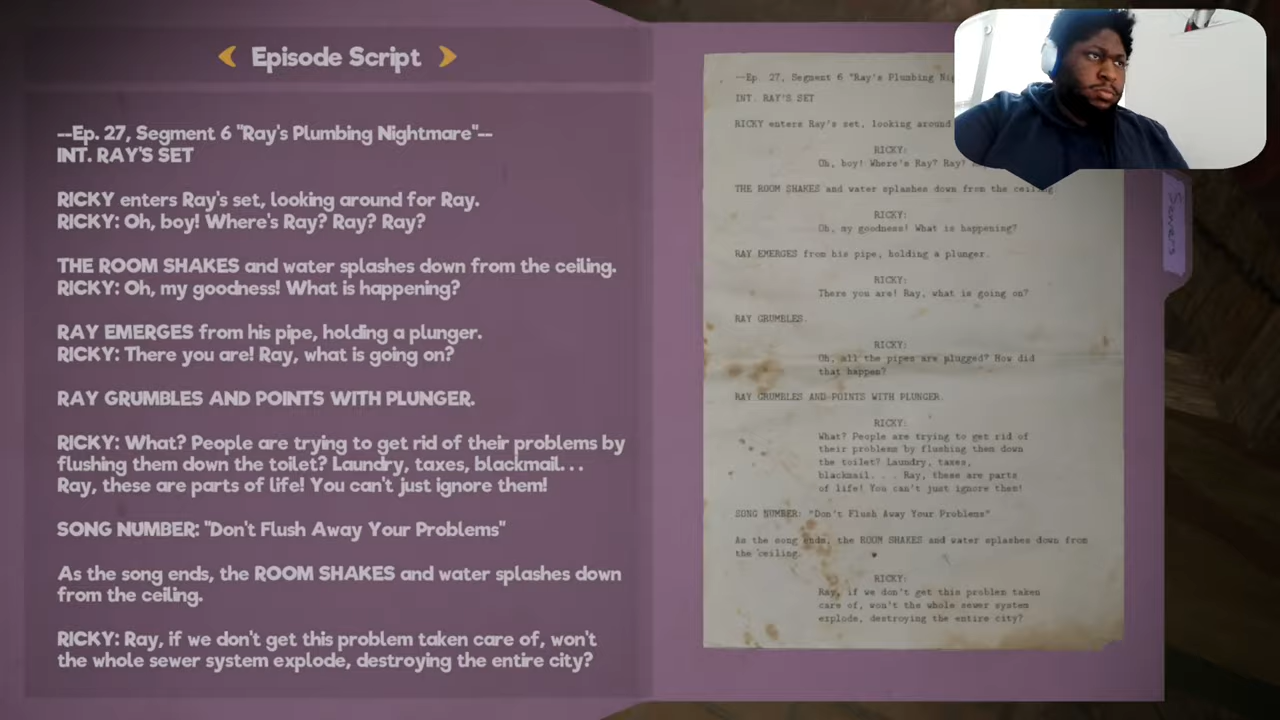 Episode Script
--Ep. 27, Segment 6 "Ray's Plumbing Nightmare"--
INT. RAY'S SET
RICKY enters Ray's set, looking around for Ray.
RICKY: Oh, boy! Where's Ray? Ray? Ray?
THE ROOM SHAKES and water splashes down from the ceiling.
RICKY: Oh, my goodness! What is happening?
RAY EMERGES from his pipe, holding a plunger.
RICKY: There you are! Ray, what is going on?
RAY GRUMBLES AND POINTS WITH PLUNGER.
RICKY: What? People are trying to get rid of their problems by
flushing them down the toilet? Laundry, taxes, blackmail. . .
Ray, these are parts of life! You can't just ignore them!
SONG NUMBER: "Don't Flush Away Your Problems"
As the song ends, the ROOM SHAKES and water splashes down
from the ceiling.
RICKY: Ray, if we don't get this problem taken care of, won't
the whole sewer system explode, destroying the entire city?
--Ep. 27, Segment 6 "Ray's Plumbing
INT. RAY'S SET
RICKY enters Ray's set, looking around
RICKY:
Oh, boy! Where's Ray? Ray?
THE ROOM SHAKES and water splashes down from the ceiling.
RICKY:
Oh, my goodness! What is happening?
RAY EMERGES from his pipe, holding a plunger.
RICKY:
There you are! Ray, what is going on?
RAY GRUMBLES.
RICKY:
Oh, all the pipes are plugged? How did
that happen?
RAY GRUMBLES AND POINTS WITH PLUNGER.
RICKY:
What? People are trying to get rid of
their problems by flushing them down
the toilet? Laundry, taxes,
blackmail. . . Ray, these are parts
of life! You can't just ignore them!
SONG NUMBER: "Don't Flush Away Your Problems"
As the song ends, the ROOM SHAKES and water splashes down from
the ceiling.
RICKY:
Ray, if we don't get this problem taken
care of, won't the whole sewer system
explode, destroying the entire city?
Sewers